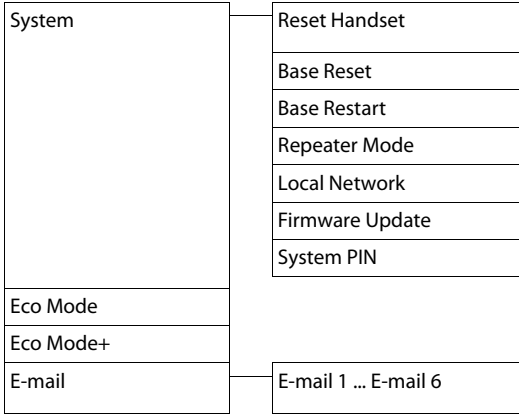 System
Reset Handset
Base Reset
Base Restart
Repeater Mode
Local Network
Firmware Update
System PIN
Eco Mode
Eco Mode+
E-mail
E-mail 1 ... E-mail 6